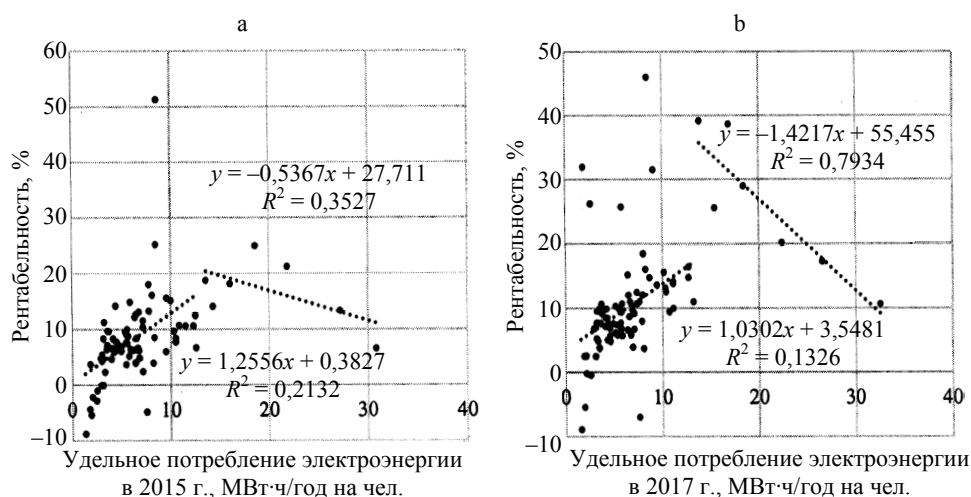 а
60
50
40
30
20
10
0
–10
0
10
20
30
40
Рентабельность, %
y = –0,5367x + 27,711
R² = 0,3527
y = 1,2556x + 0,3827
R² = 0,2132
Удельное потребление электроэнергии
в 2015 г., МВт·ч/год на чел.
b
50
40
30
20
10
0
–10
0
10
20
30
40
Рентабельность, %
y = –1,4217x + 55,455
R² = 0,7934
y = 1,0302x + 3,5481
R² = 0,1326
Удельное потребление электроэнергии
в 2017 г., МВт·ч/год на чел.